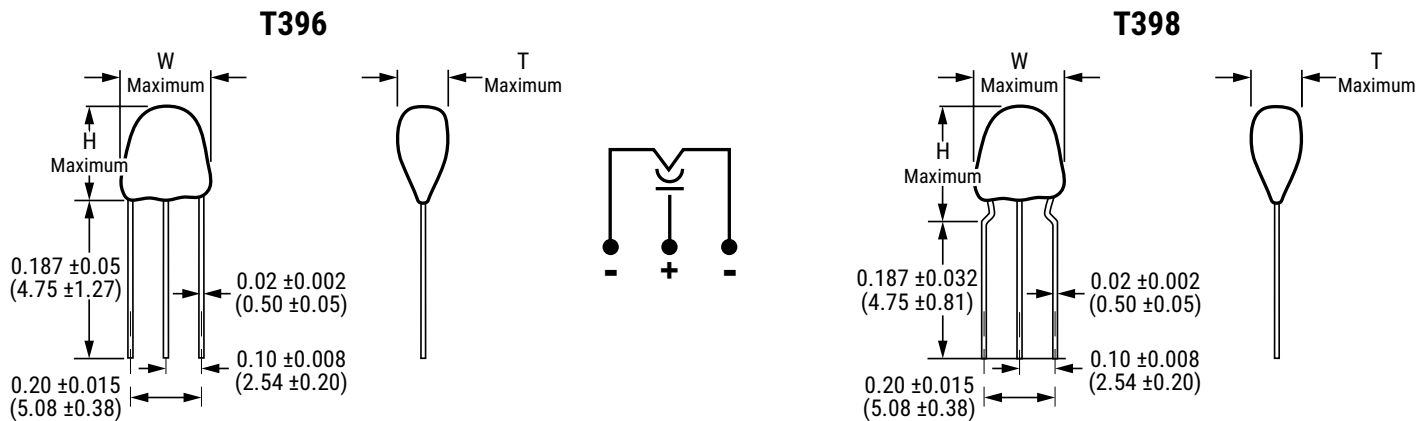 T396
W
Maximum
T
Maximum
H
Maximum
0.187 ±0.05
(4.75 ±1.27)
0.02 ±0.002
(0.50 ±0.05)
0.10 ±0.008
(2.54 ±0.20)
0.20 ±0.015
(5.08 ±0.38)
- + -
T398
W
Maximum
T
Maximum
H
Maximum
0.187 ±0.032
(4.75 ±0.81)
0.02 ±0.002
(0.50 ±0.05)
0.10 ±0.008
(2.54 ±0.20)
0.20 ±0.015
(5.08 ±0.38)